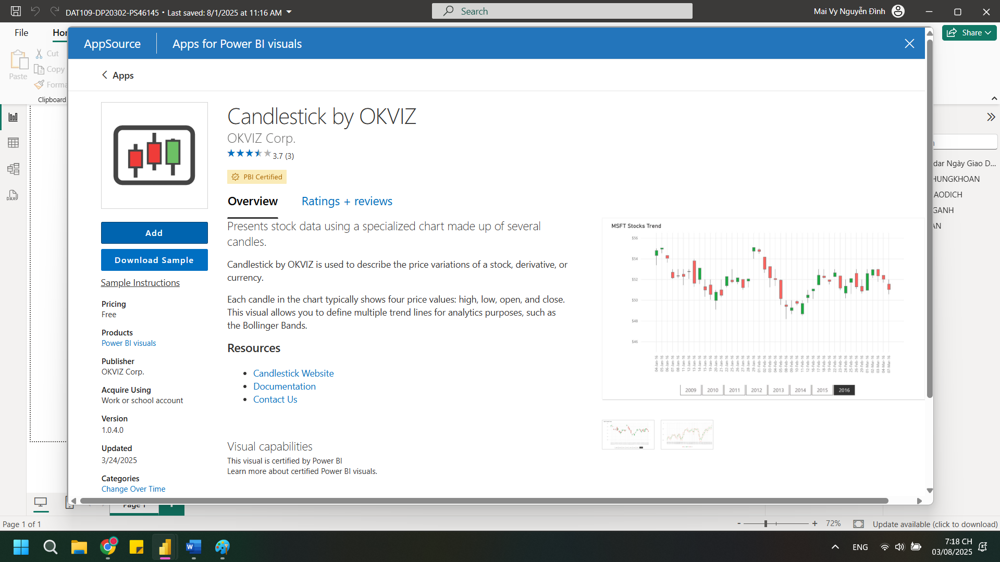 DAT109-DP20302-PS46145 • Last saved: 8/1/2025 at 11:16 AM
Search
Mai Vy Nguyễn Đình
File
Hor
Share
Paste
Cut
Copy
Forma
Clipboard
AppSource
Apps for Power BI visuals
Apps
Candlestick by OKVIZ
OKVIZ Corp.
3.7 (3)
PBI Certified
Overview
Ratings + reviews
Add
Download Sample
Sample Instructions
Pricing
Free
Products
Power BI visuals
Publisher
OKVIZ Corp.
Acquire Using
Work or school account
Version
1.0.4.0
Updated
3/24/2025
Categories
Change Over Time
Presents stock data using a specialized chart made up of several
candles.
Candlestick by OKVIZ is used to describe the price variations of a stock, derivative, or
currency.
Each candle in the chart typically shows four price values: high, low, open, and close.
This visual allows you to define multiple trend lines for analytics purposes, such as
the Bollinger Bands.
Resources
• Candlestick Website
• Documentation
• Contact Us
Visual capabilities
This visual is certified by Power BI
Learn more about certified Power BI visuals.
MSFT Stocks Trend
$56
$54
$52
$50
$48
$46
2009 2010 2011 2012 2013 2014 2015 2016
dar Ngày Giao D...
HUNGKHOAN
AODICH
GANH
AN
DAX
Page 1
Page 1 of 1
- + 72%
Update available (click to download)
ENG
7:18 CH
03/08/2025